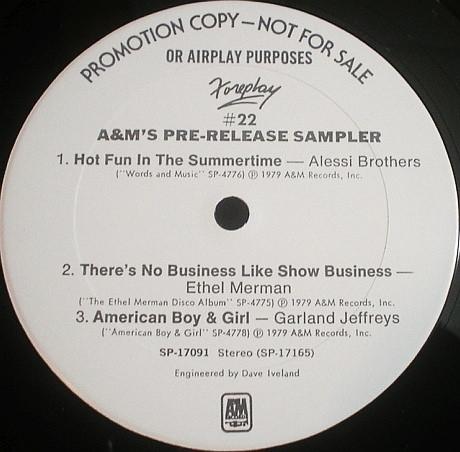 PROMOTION COPY—NOT FOR SALE
OR AIRPLAY PURPOSES
Foreplay
#22
A&M'S PRE-RELEASE SAMPLER
1. Hot Fun In The Summertime — Alessi Brothers
("Words and Music" SP-4776) Ⓟ 1979 A&M Records, Inc.
2. There's No Business Like Show Business —
Ethel Merman
("The Ethel Merman Disco Album" SP-4775) Ⓟ 1979 A&M Records, Inc.
3. American Boy & Girl — Garland Jeffreys
("American Boy & Girl" SP-4778) Ⓟ 1979 A&M Records, Inc.
SP-17091 Stereo (SP-17165)
Engineered by Dave Iveland
A&M